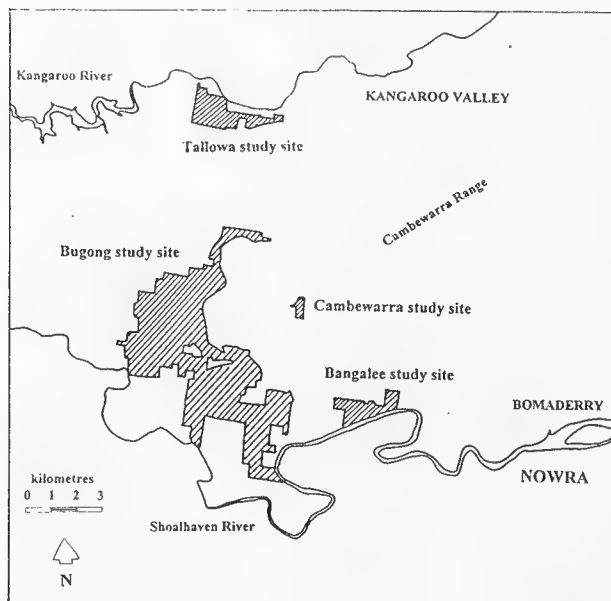 Kangaroo River
KANGAROO VALLEY
Tallowa study site
Cambewarra Range
Bugong study site
Cambewarra study site
Bangalee study site
BOMADERRY
NOWRA
kilometres
0 1 2 3
Shoalhaven River
N